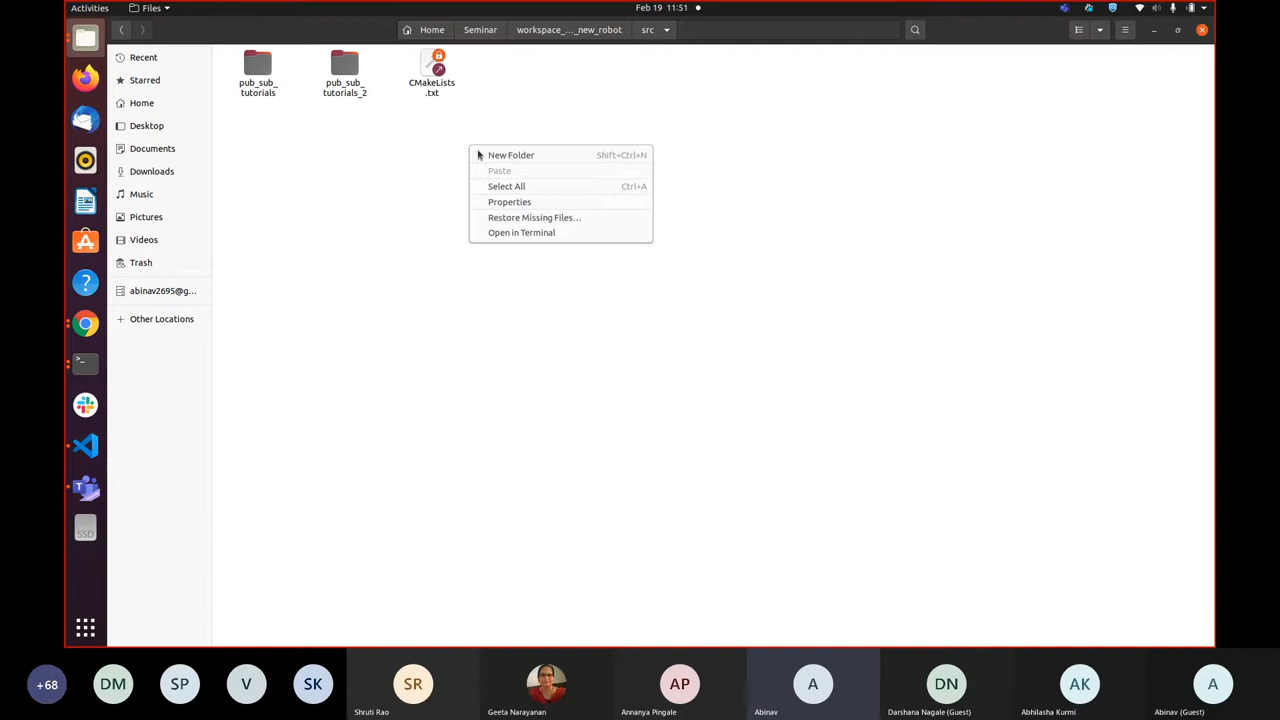 Activities
Files
Feb 19 11:51
Home
Seminar
workspace_..._new_robot
src
Recent
Starred
Home
Desktop
Documents
Downloads
Music
Pictures
Videos
Trash
abinav2695@g...
Other Locations
pub_sub_
tutorials
pub_sub_
tutorials_2
CMakeLists
.txt
New Folder Shift+Ctrl+N
Paste
Select All Ctrl+A
Properties
Restore Missing Files...
Open in Terminal
SSD
+68
DM
SP
V
SK
SR
Shruti Rao
Geeta Narayanan
AP
Annanya Pingale
A
Abinav
DN
Darshana Nagale (Guest)
AK
Abhilasha Kurmi
A
Abinav (Guest)